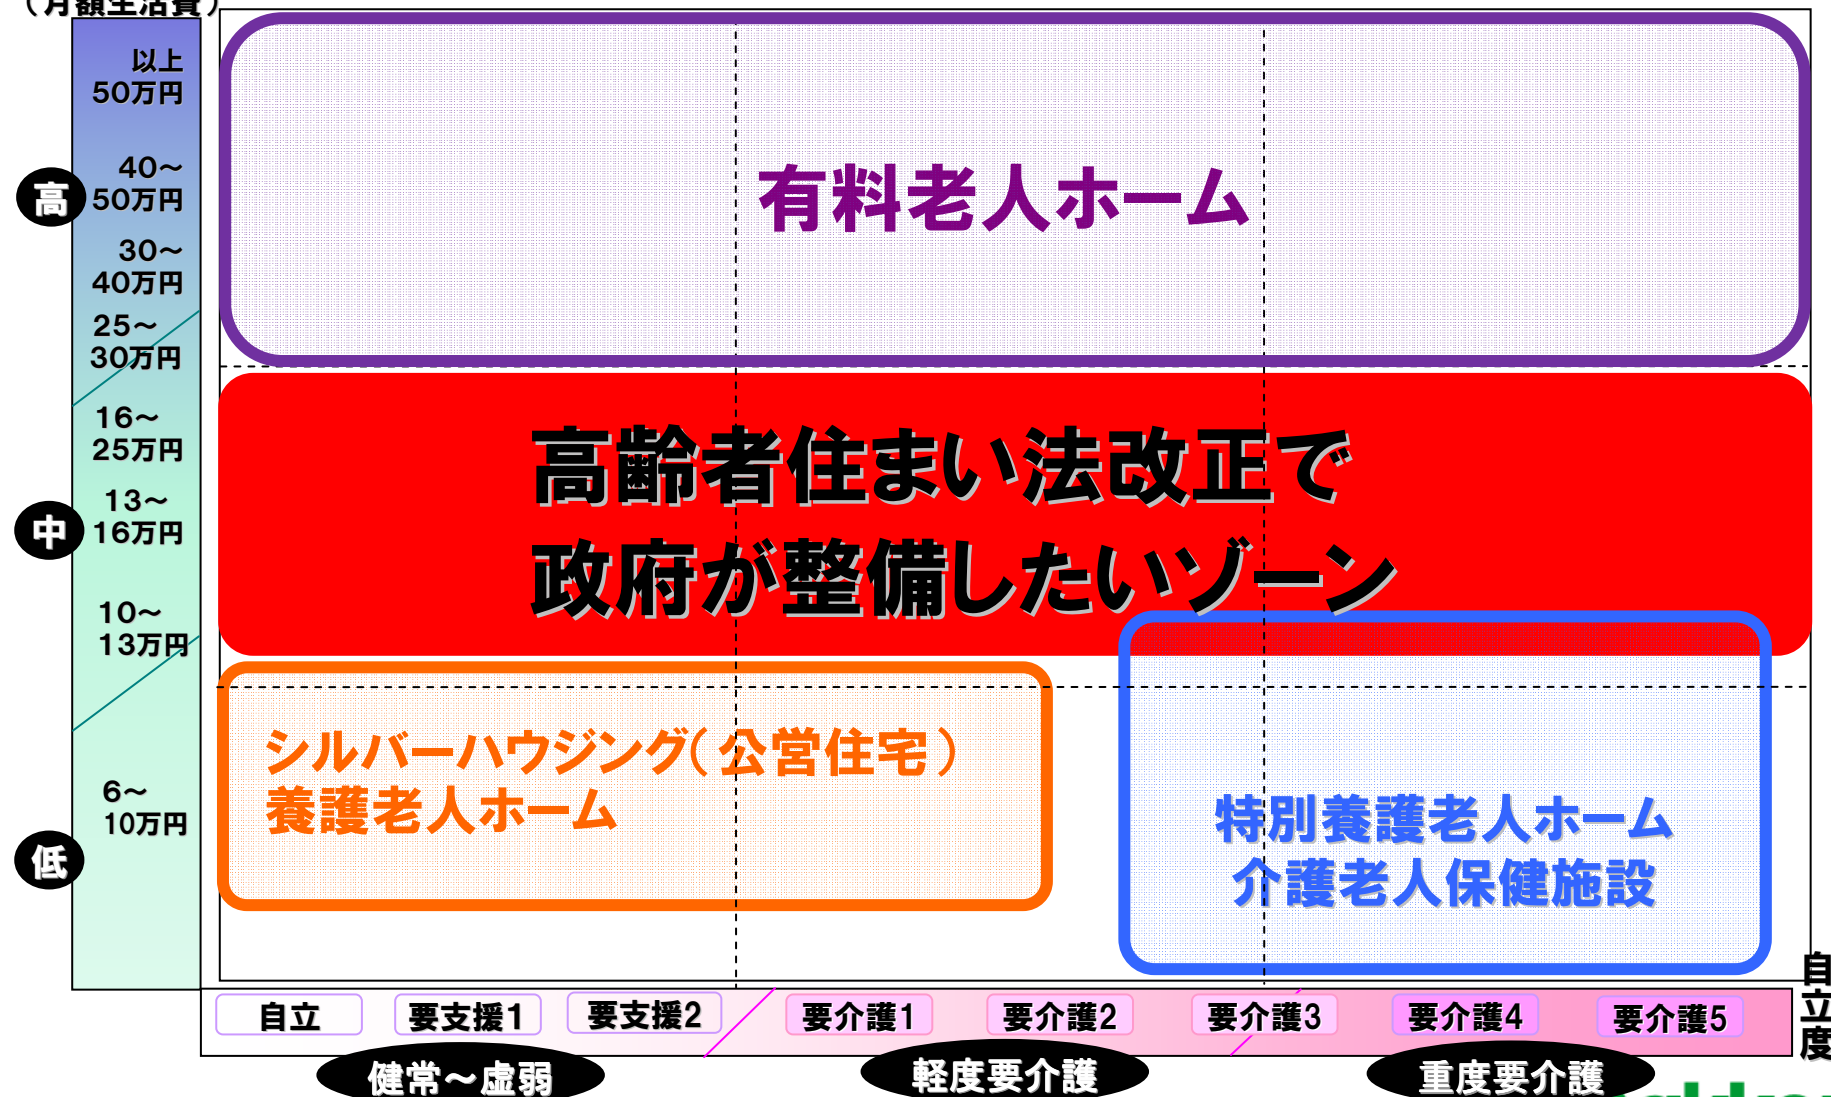 （月額生活費）
以上
50万円
40～
50万円
高
30～
40万円
25～
30万円
16～
25万円
13～
16万円
中
10～
13万円
6～
10万円
低
有料老人ホーム
高齢者住まい法改正で
政府が整備したいゾーン
シルバーハウジング（公営住宅）
養護老人ホーム
特別養護老人ホーム
介護老人保健施設
自立 要支援1 要支援2 要介護1 要介護2 要介護3 要介護4 要介護5
自立度
健常～虚弱 軽度要介護 重度要介護